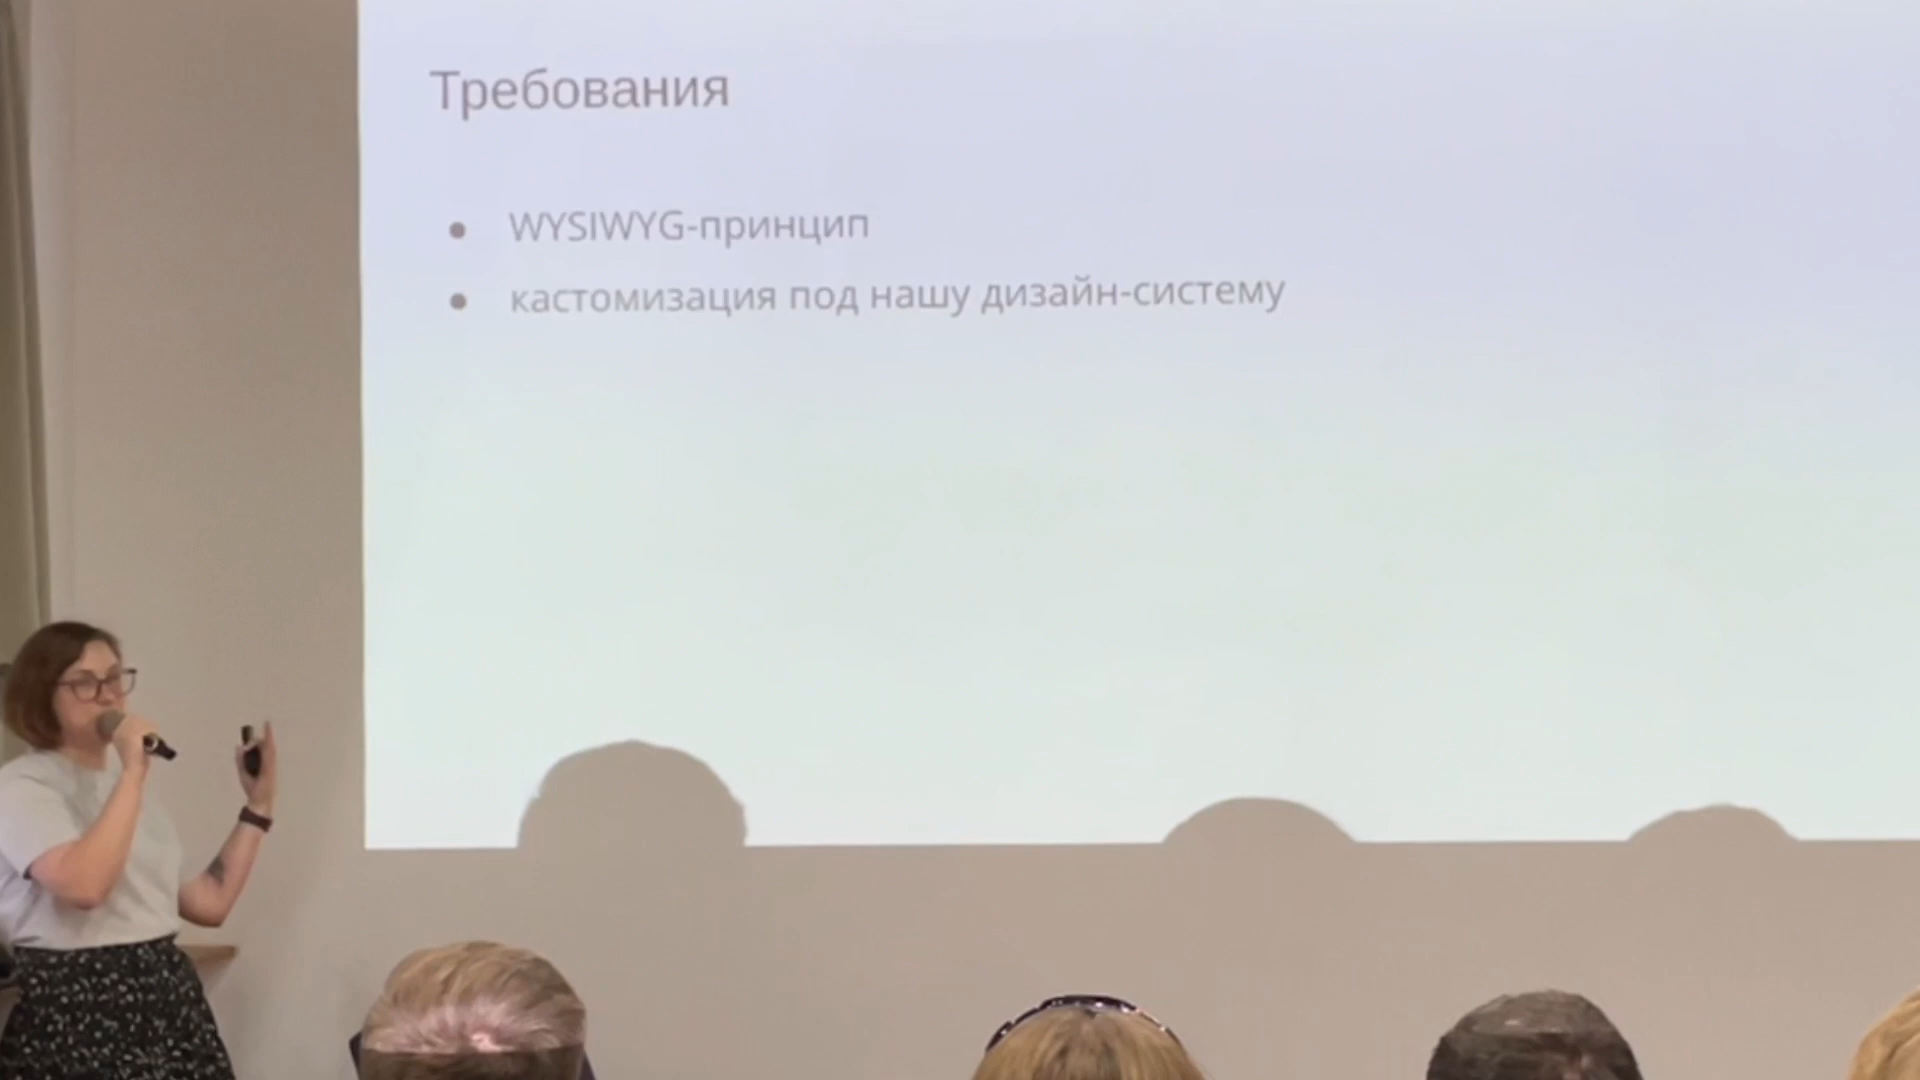 Требования
WYSIWYG-принцип
кастомизация под нашу дизайн-систему